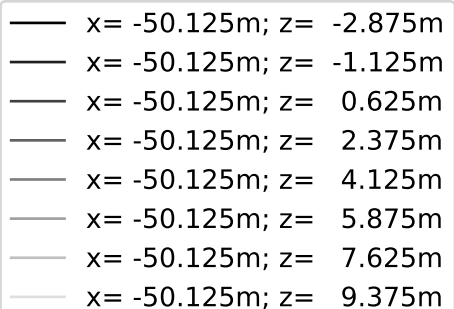 x= -50.125m; z=  -2.875m
x= -50.125m; z=  -1.125m
x= -50.125m; z=   0.625m
x= -50.125m; z=   2.375m
x= -50.125m; z=   4.125m
x= -50.125m; z=   5.875m
x= -50.125m; z=   7.625m
x= -50.125m; z=   9.375m